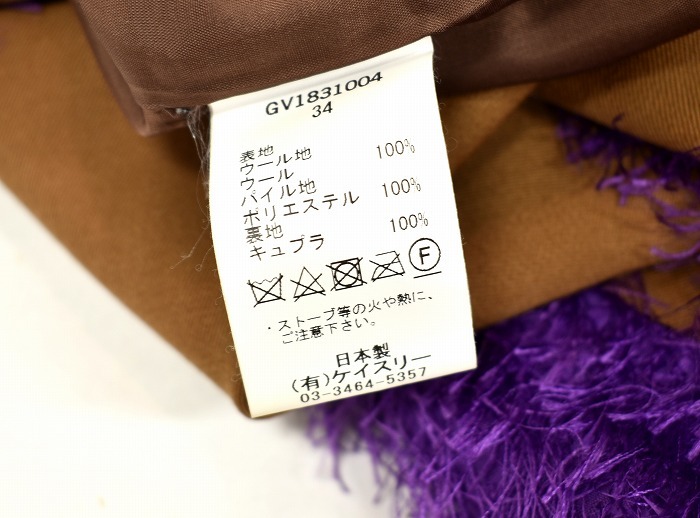 GV1831004
34
表地
ウール地
ウール 100%
パイル地
ポリエステル 100%
裏地
キュプラ 100%
F
・ストーブ等の火や熱に、
ご注意下さい。
日本製
(有)ケイスリー
03-3464-5357